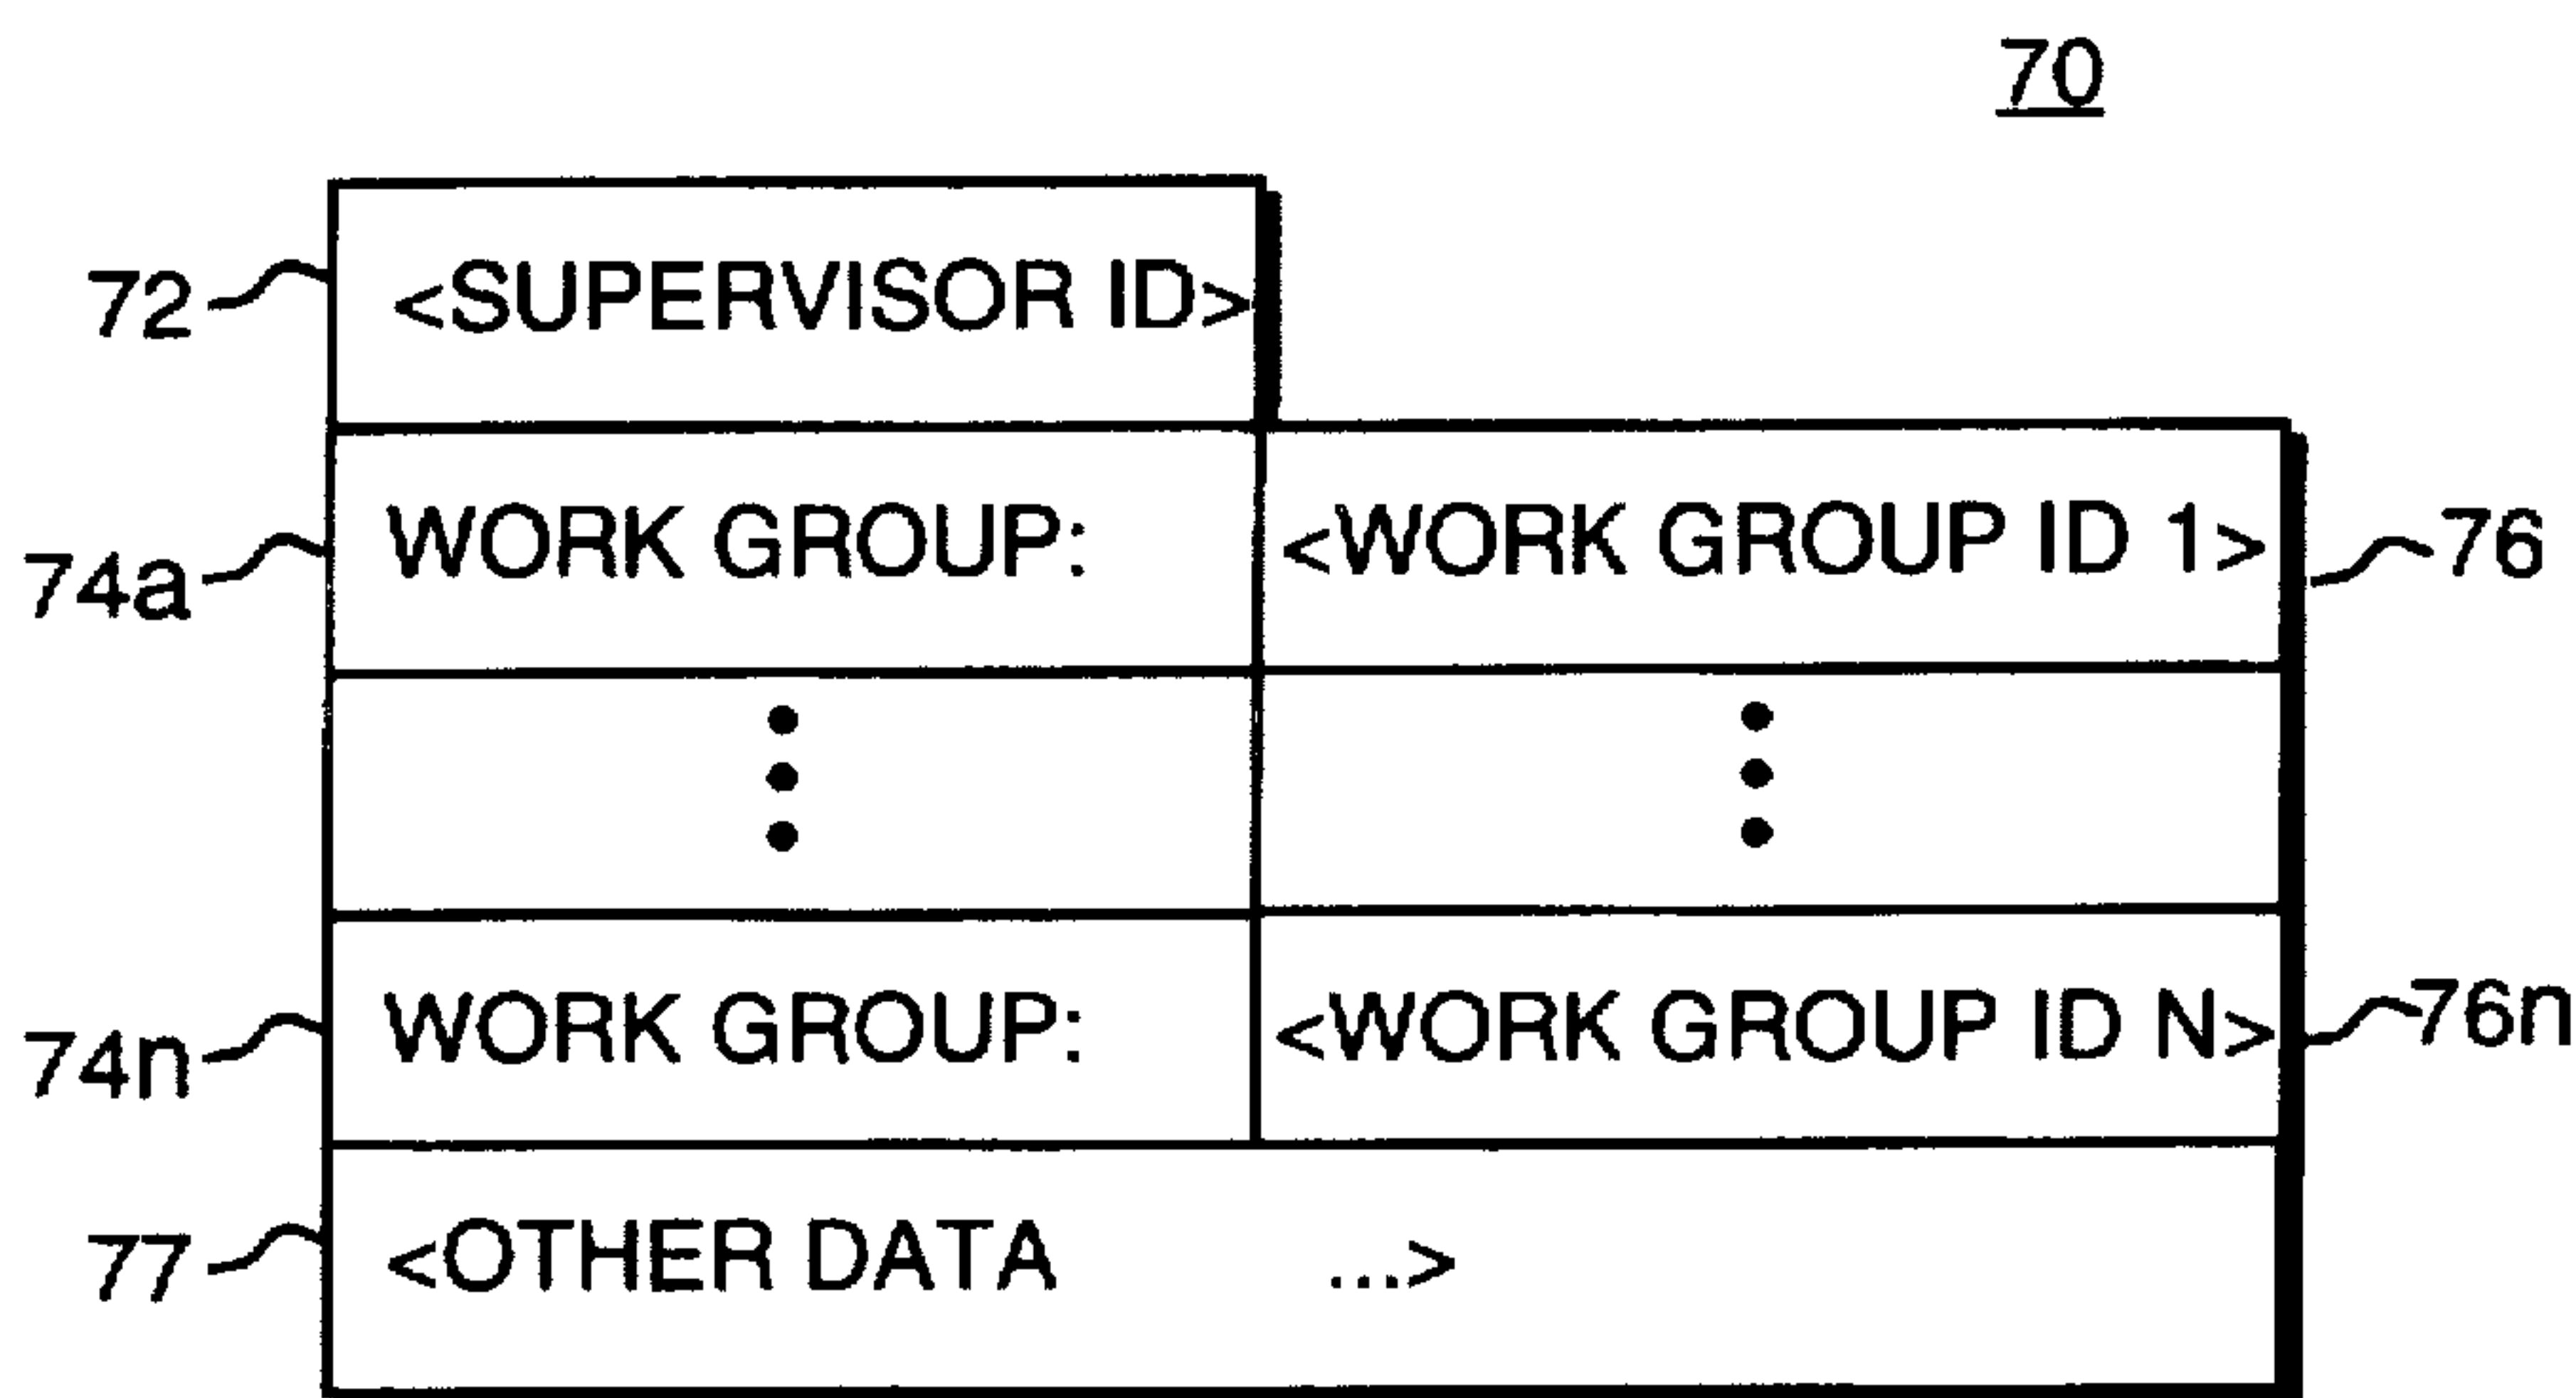 70
72 <SUPERVISOR ID>
74a WORK GROUP: <WORK GROUP ID 1> 76
74n WORK GROUP: <WORK GROUP ID N> 76n
77 <OTHER DATA ...>